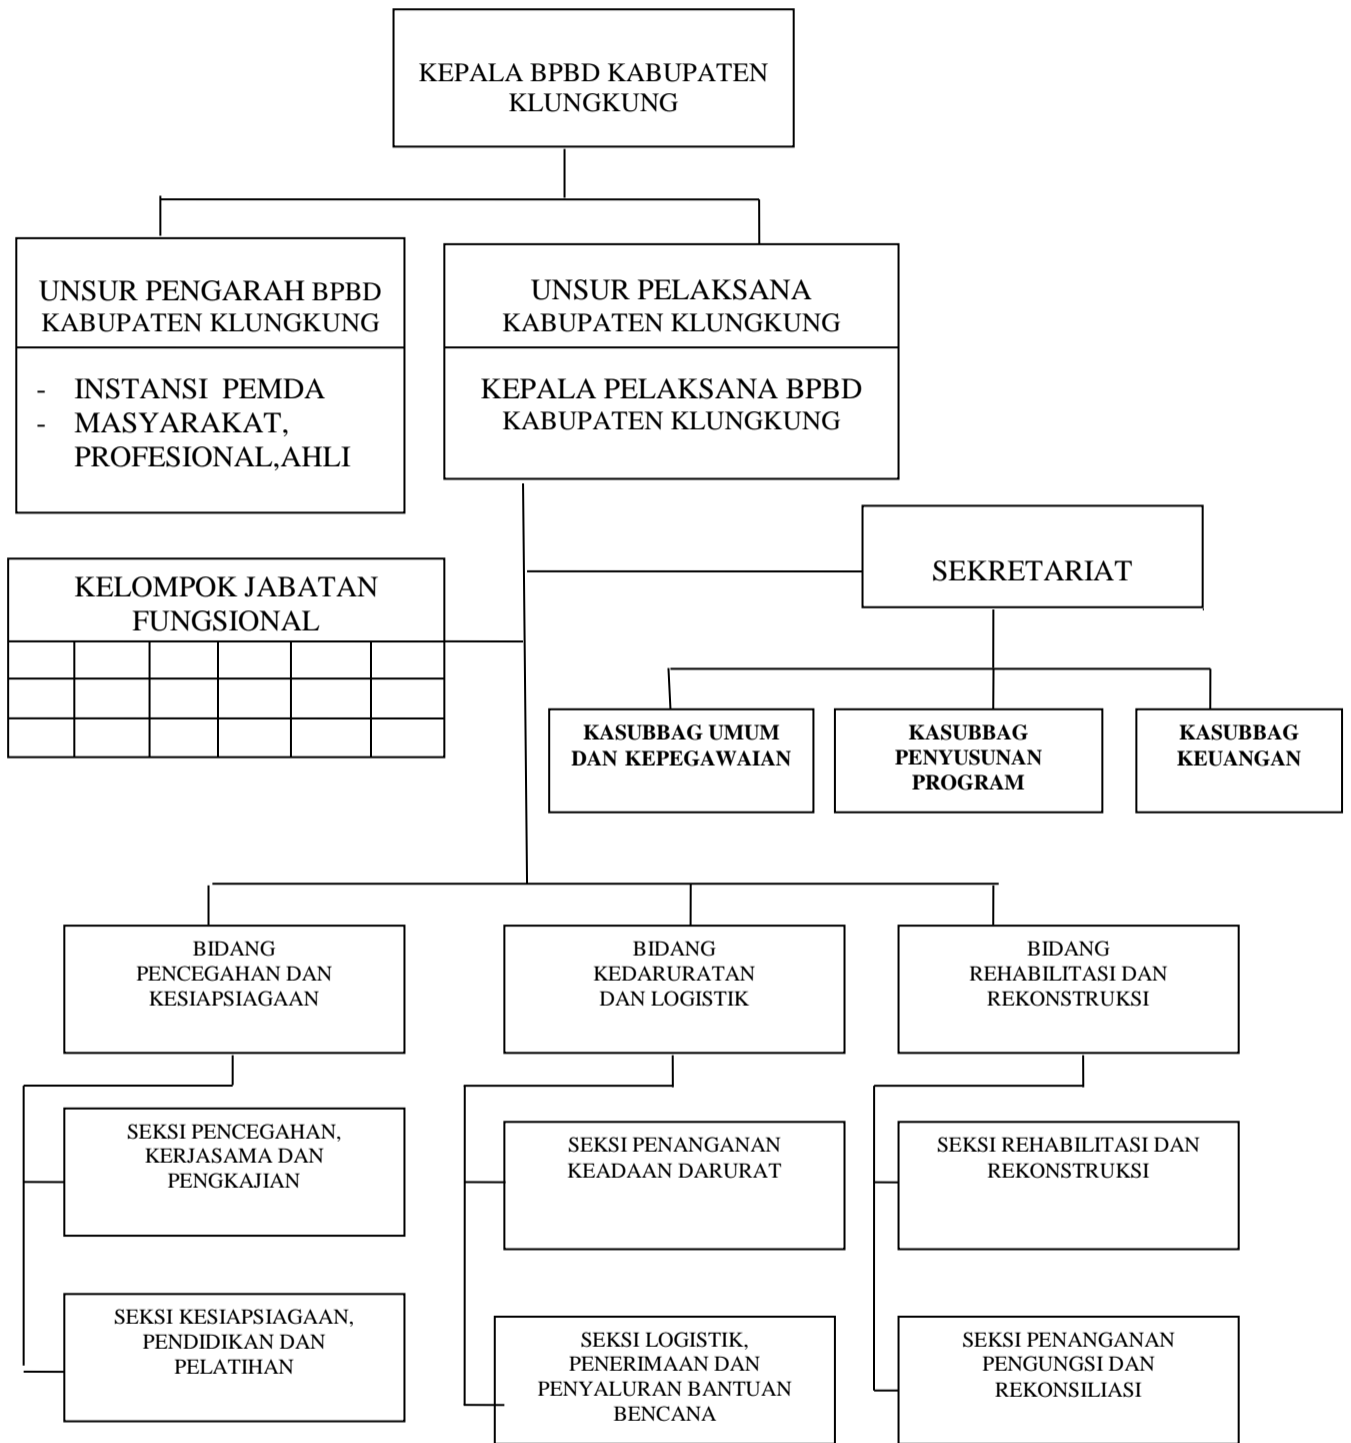 KEPALA BPBD KABUPATEN
KLUNGKUNG
UNSUR PENGARAH BPBD
KABUPATEN KLUNGKUNG
- INSTANSI PEMDA
- MASYARAKAT,
PROFESIONAL,AHLI
UNSUR PELAKSANA
KABUPATEN KLUNGKUNG
KEPALA PELAKSANA BPBD
KABUPATEN KLUNGKUNG
SEKRETARIAT
KELOMPOK JABATAN
FUNGSIONAL
KASUBBAG UMUM
DAN KEPEGAWAIAN
KASUBBAG
PENYUSUNAN
PROGRAM
KASUBBAG
KEUANGAN
BIDANG
PENCEGAHAN DAN
KESIAPSIAGAAN
BIDANG
KEDARURATAN
DAN LOGISTIK
BIDANG
REHABILITASI DAN
REKONSTRUKSI
SEKSI PENCEGAHAN,
KERJASAMA DAN
PENGKAJIAN
SEKSI PENANGANAN
KEADAAN DARURAT
SEKSI REHABILITASI DAN
REKONSTRUKSI
SEKSI KESIAPSIAGAAN,
PENDIDIKAN DAN
PELATIHAN
SEKSI LOGISTIK,
PENERIMAAN DAN
PENYALURAN BANTUAN
BENCANA
SEKSI PENANGANAN
PENGUNGSI DAN
REKONSILIASI